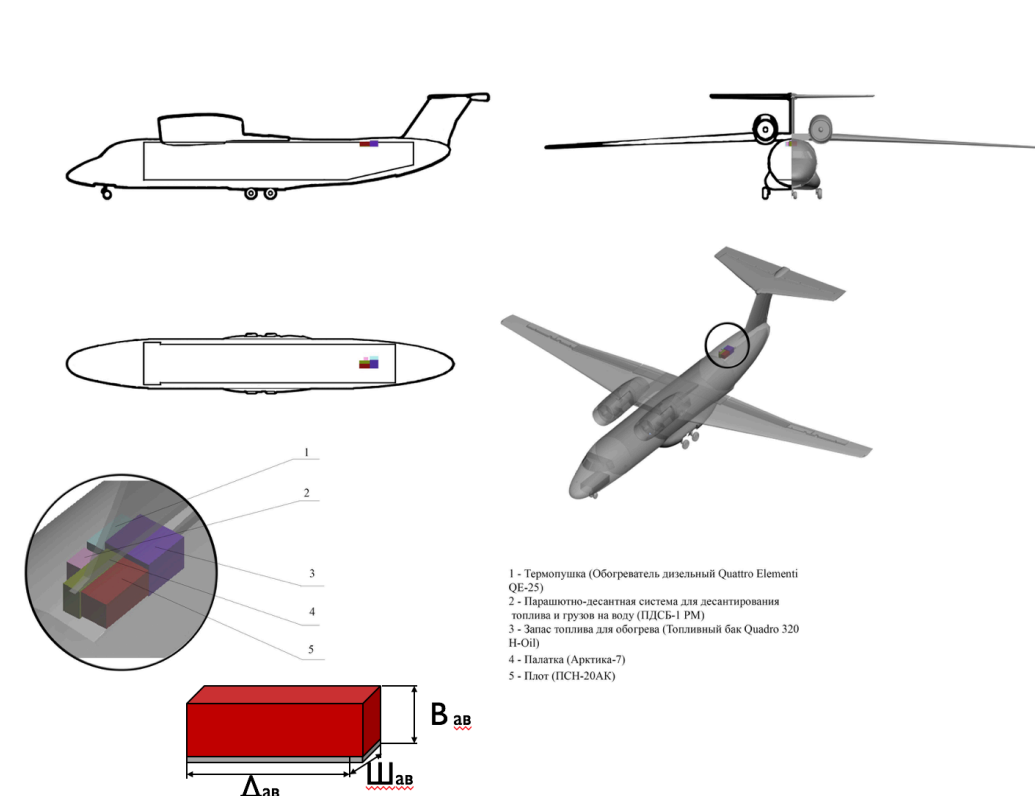 1
2
3
4
5
1 - Термопушка (Обогреватель дизельный Quattro Elementi
QE-25)
2 - Парашютно-десантная система для десантирования
топлива и грузов на воду (ПДСБ-1 РМ)
3 - Запас топлива для обогрева (Топливный бак Quadro 320
H-Oil)
4 - Палатка (Арктика-7)
5 - Плот (ПСН-20АК)
В ав
Шав
Дав